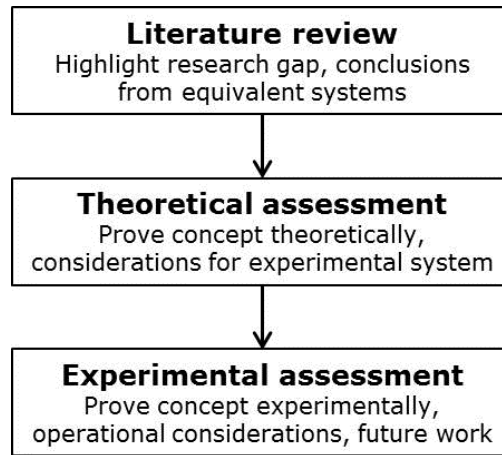 Literature review
Highlight research gap, conclusions
from equivalent systems
Theoretical assessment
Prove concept theoretically,
considerations for experimental system
Experimental assessment
Prove concept experimentally,
operational considerations, future work